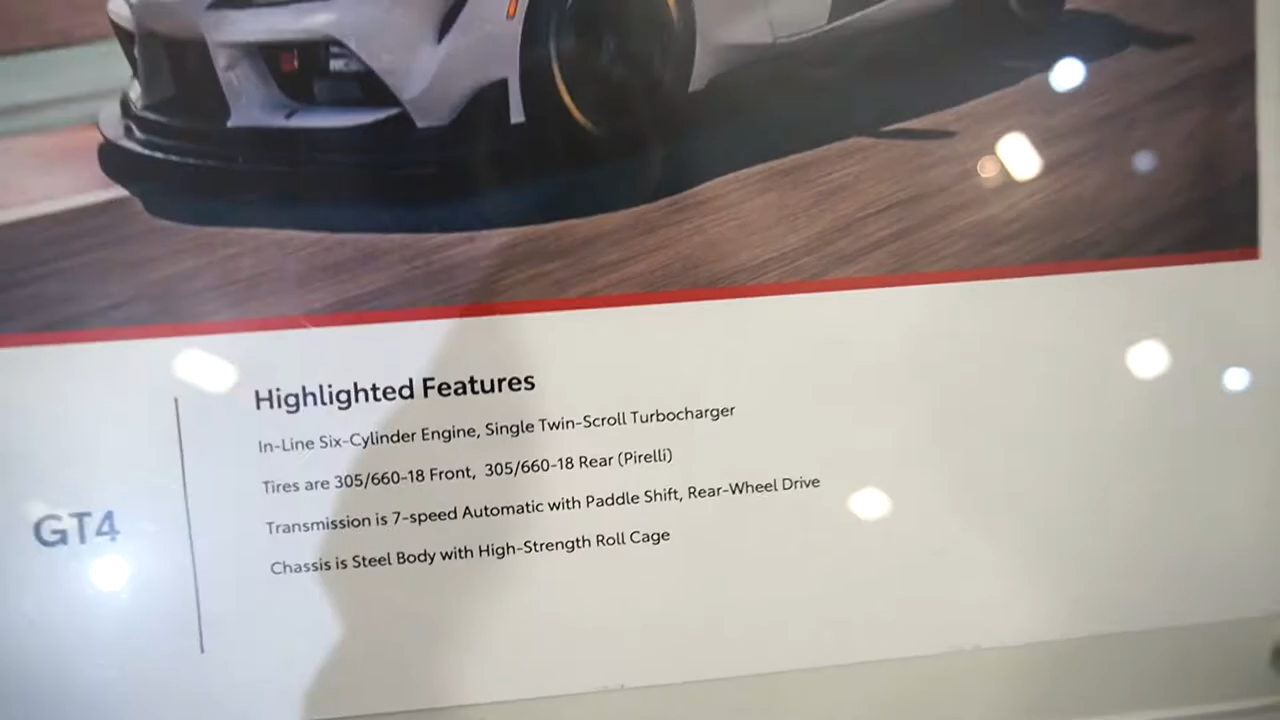 Highlighted Features
In-Line Six-Cylinder Engine, Single Twin-Scroll Turbocharger
Tires are 305/660-18 Front, 305/660-18 Rear (Pirelli)
Transmission is 7-speed Automatic with Paddle Shift, Rear-Wheel Drive
Chassis is Steel Body with High-Strength Roll Cage
GT4